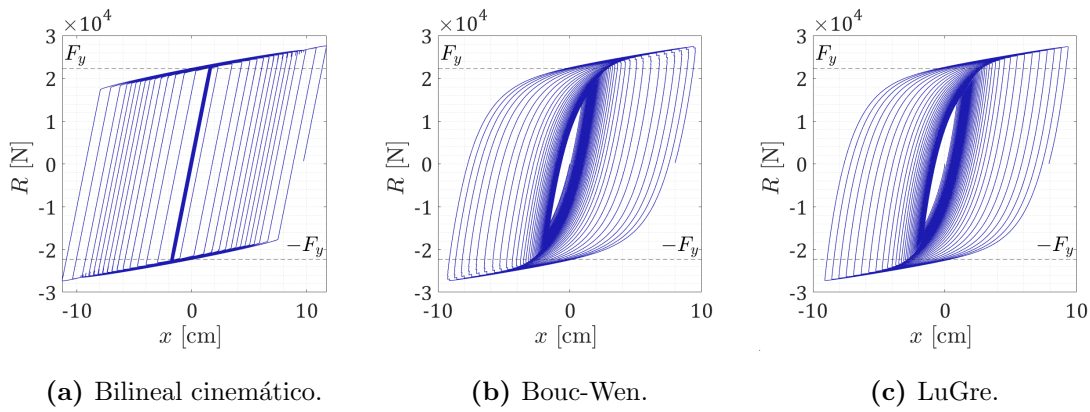 ×10⁴
3
F_y
2
1
0
-1
-2
-F_y
-3
R [N]
-10 0 10
x [cm]
(a) Bilineal cinemático.
×10⁴
3
F_y
2
1
0
-1
-2
-F_y
-3
R [N]
-10 0 10
x [cm]
(b) Bouc-Wen.
×10⁴
3
F_y
2
1
0
-1
-2
-F_y
-3
R [N]
-10 0 10
x [cm]
(c) LuGre.